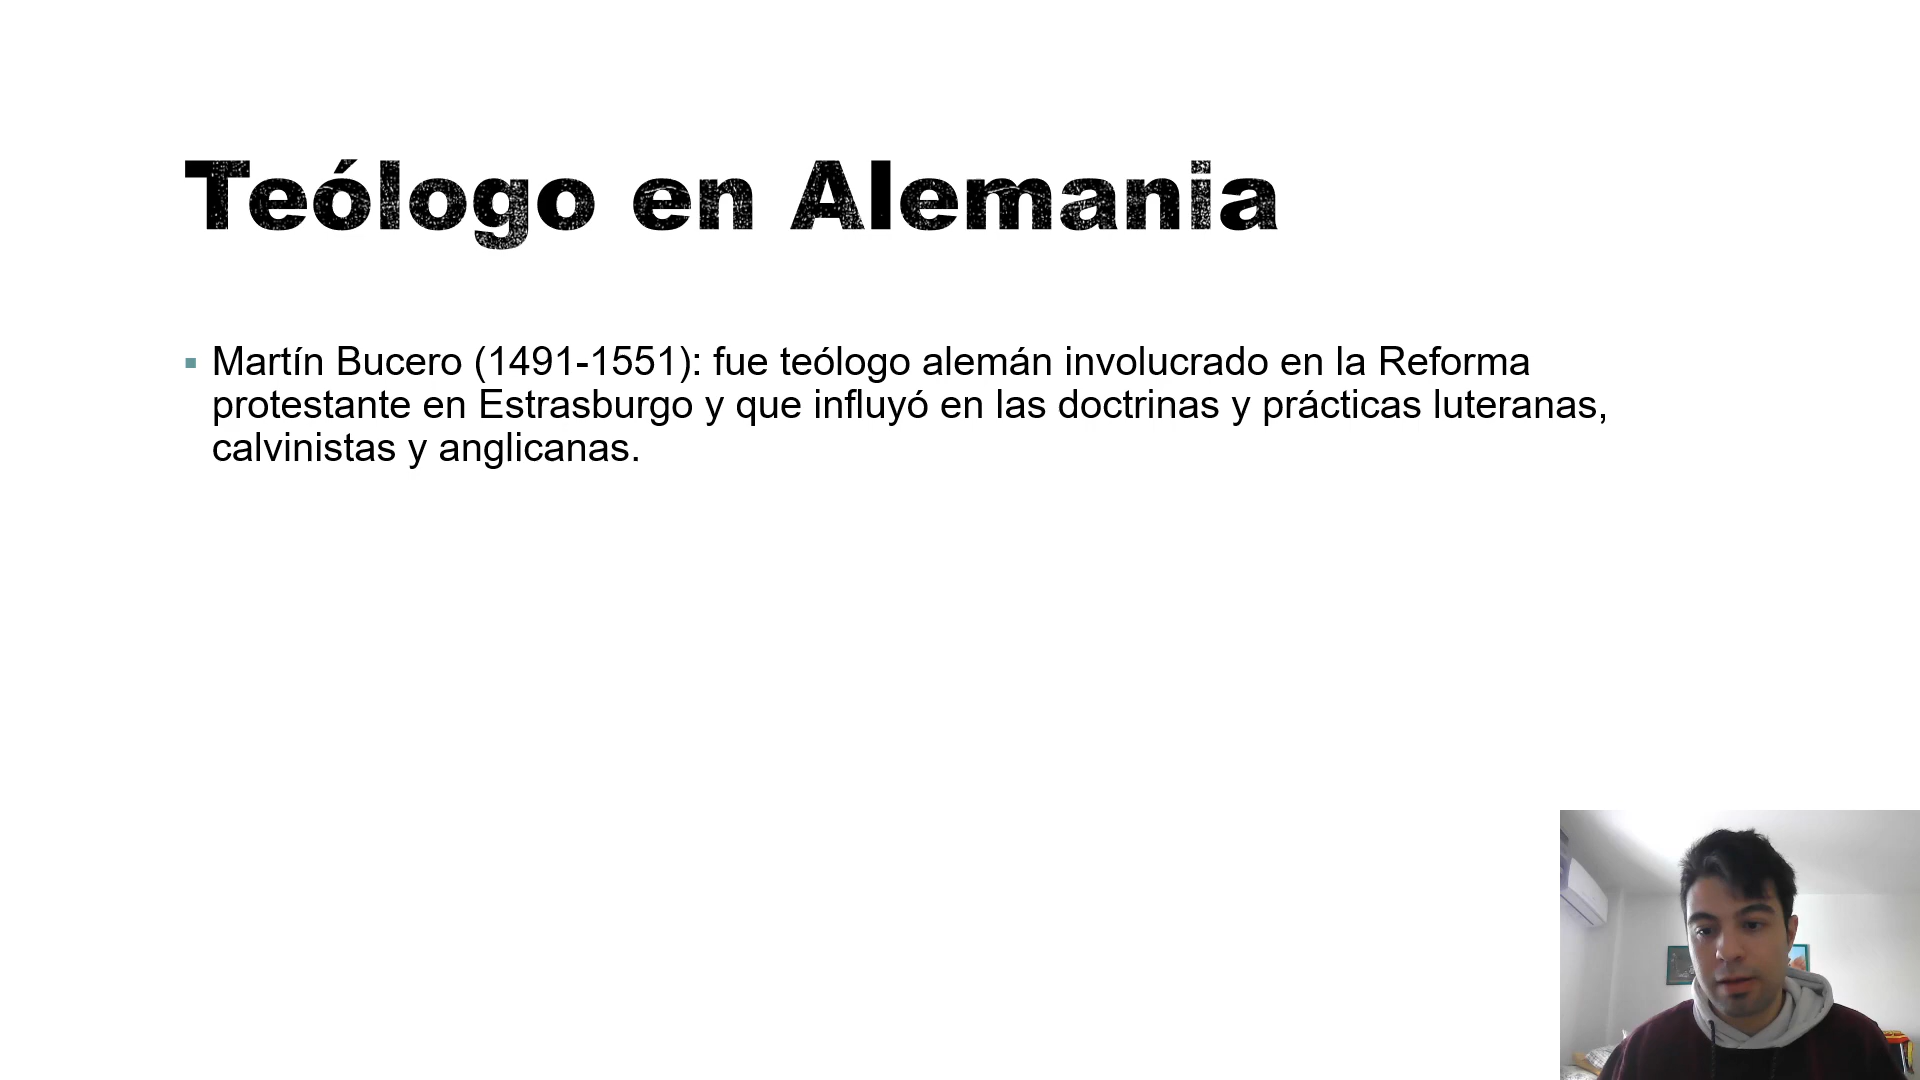 Teólogo en Alemania
Martín Bucero (1491-1551): fue teólogo alemán involucrado en la Reforma
protestante en Estrasburgo y que influyó en las doctrinas y prácticas luteranas,
calvinistas y anglicanas.